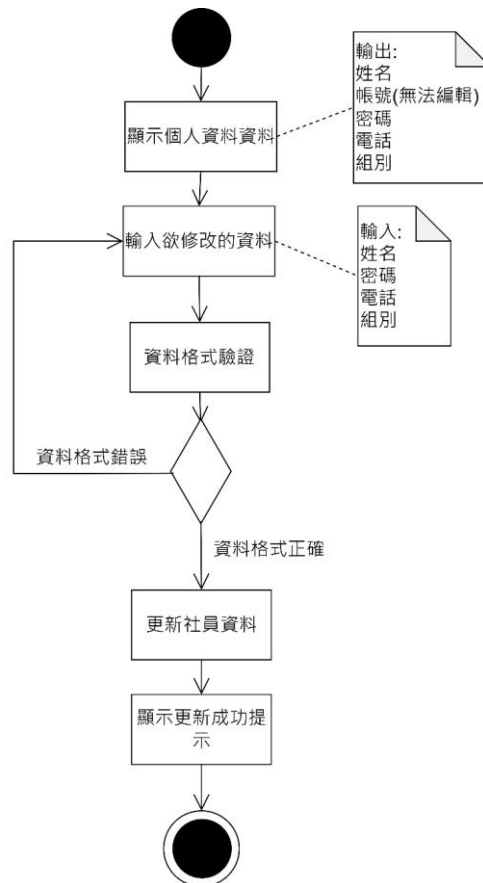 輸出:
姓名
帳號(無法編輯)
密碼
電話
組別
顯示個人資料資料
輸入欲修改的資料
輸入:
姓名
密碼
電話
組別
資料格式驗證
資料格式錯誤
資料格式正確
更新社員資料
顯示更新成功提
示